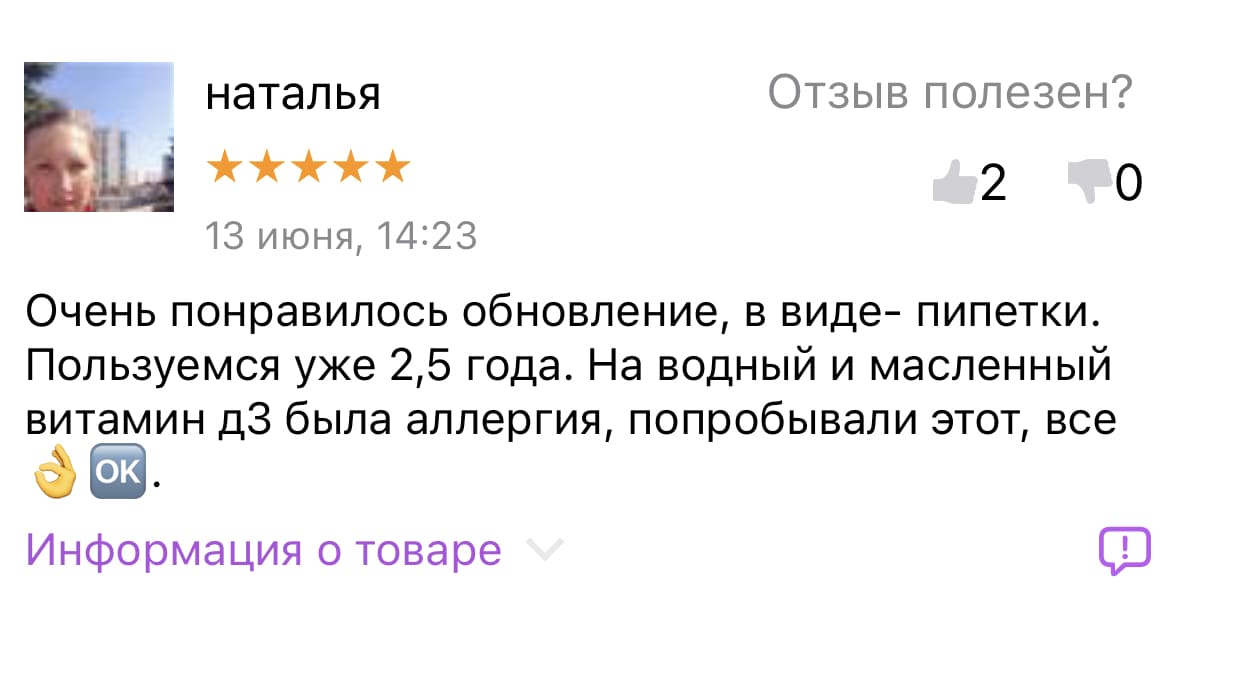 наталья
Отзыв полезен?
★★★★★
2 0
13 июня, 14:23
Очень понравилось обновление, в виде- пипетки.
Пользуемся уже 2,5 года. На водный и масленный
витамин д3 была аллергия, попробывали этот, все
👌🆗.
Информация о товаре